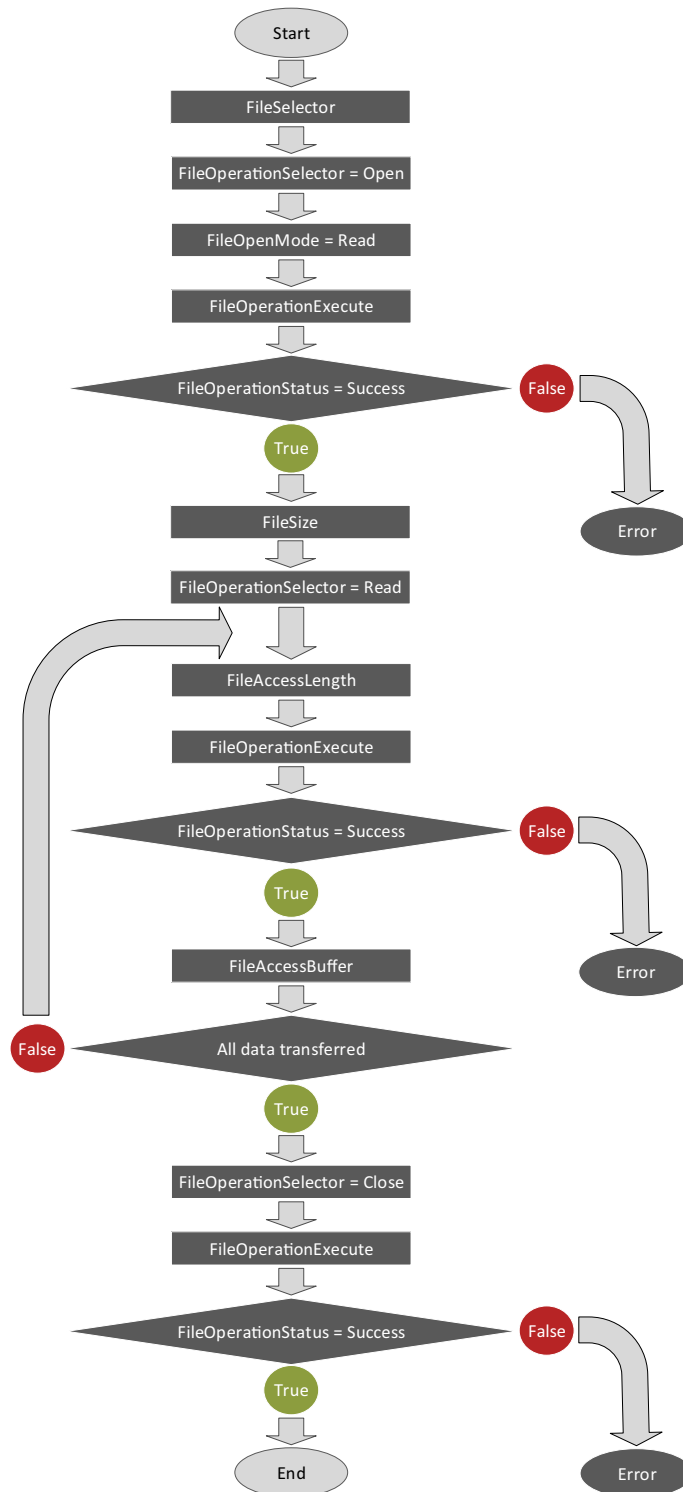 Start
FileSelector
FileOperationSelector = Open
FileOpenMode = Read
FileOperationExecute
FileOperationStatus = Success
False
True
FileSize
Error
FileOperationSelector = Read
FileAccessLength
FileOperationExecute
FileOperationStatus = Success
False
True
FileAccessBuffer
Error
False
All data transferred
True
FileOperationSelector = Close
FileOperationExecute
FileOperationStatus = Success
False
True
End
Error